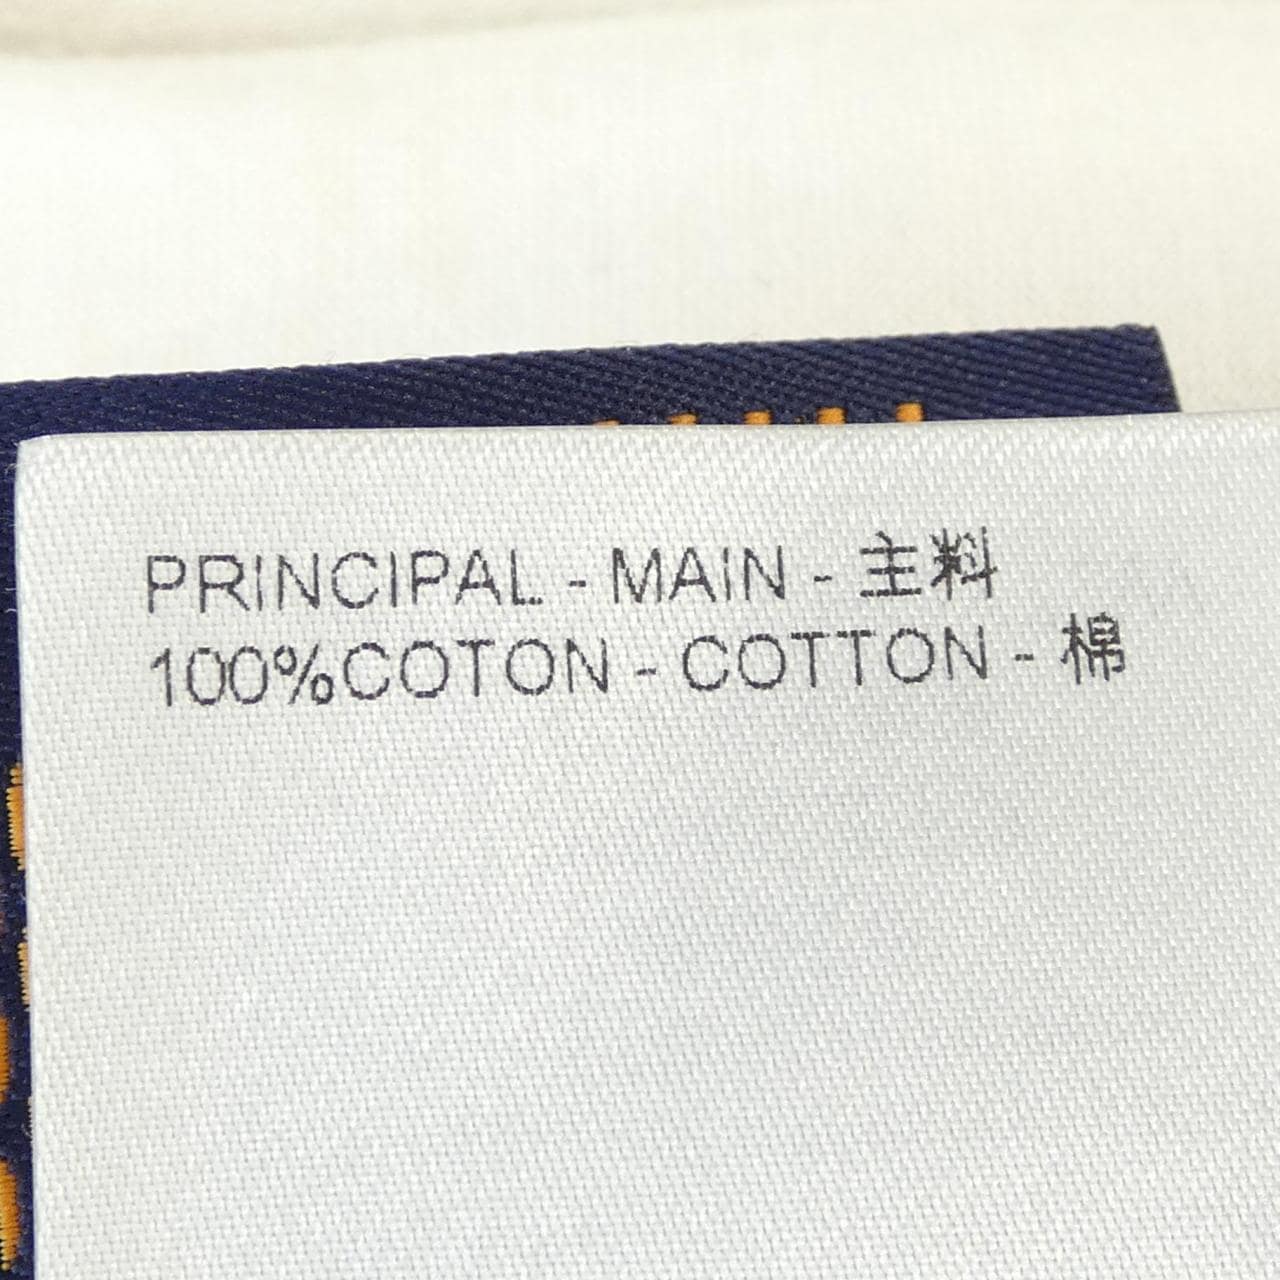 PRINCIPAL - MAIN - 主料
100%COTON - COTTON - 棉